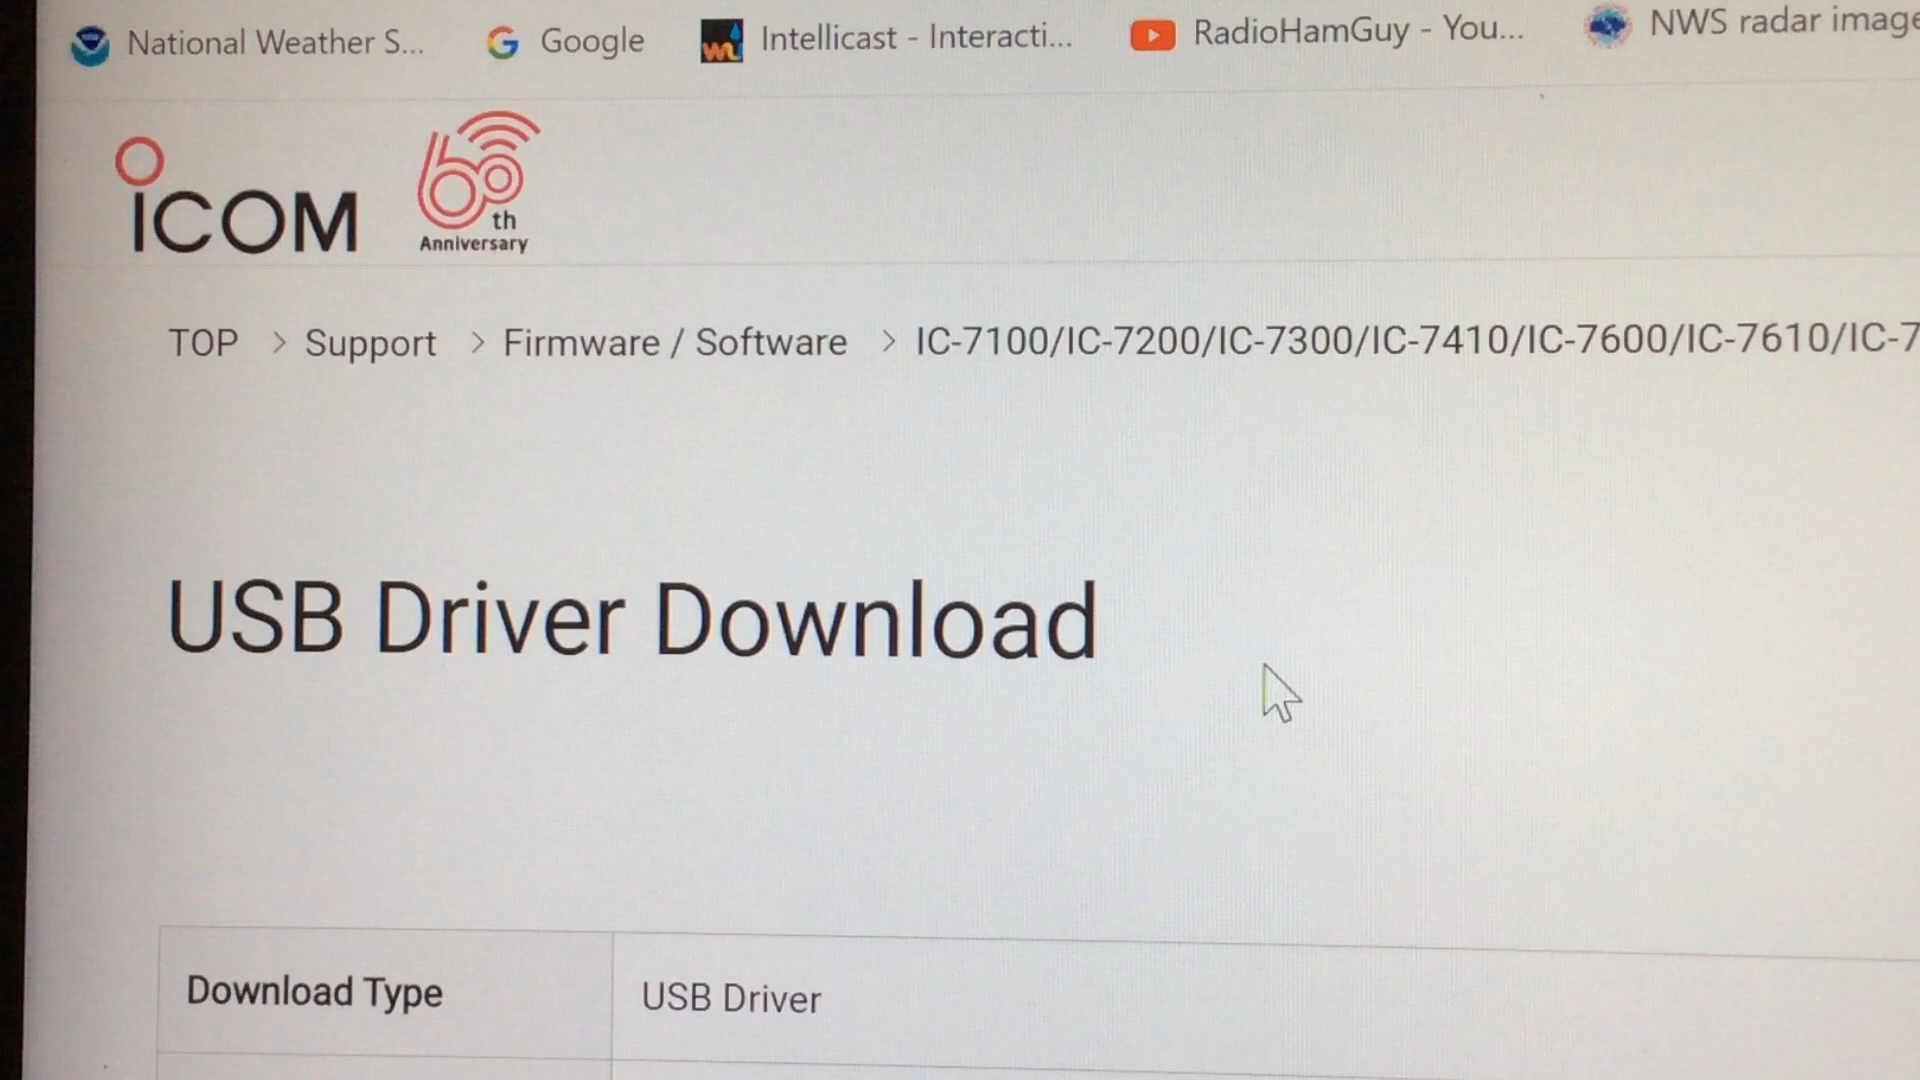 National Weather S... Google Intellicast - Interacti... RadioHamGuy - You... NWS radar image
ICOM 60th Anniversary
TOP > Support > Firmware / Software > IC-7100/IC-7200/IC-7300/IC-7410/IC-7600/IC-7610/IC-7
USB Driver Download
Download Type USB Driver